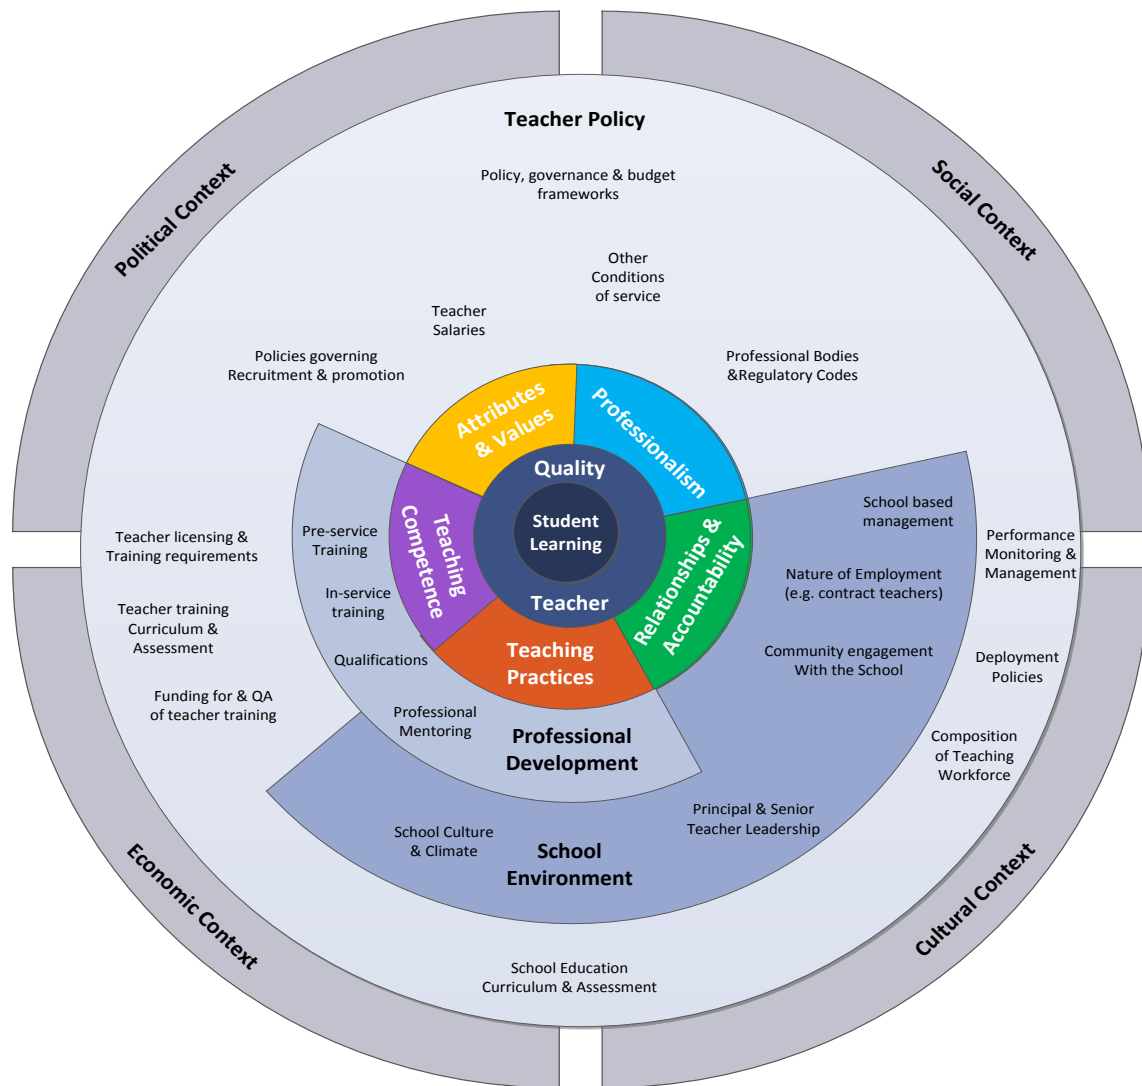 Teacher Policy
Policy, governance & budget
frameworks
Political Context
Social Context
Other
Conditions
of service
Teacher
Salaries
Policies governing
Recruitment & promotion
Professional Bodies
&Regulatory Codes
Attributes
& Values
Professionalism
Quality
Student
Learning
Teacher
Teaching
Competence
Relationships &
Accountability
Teaching
Practices
Pre-service
Training
In-service
training
Qualifications
Professional
Mentoring
Professional
Development
School based
management
Nature of Employment
(e.g. contract teachers)
Community engagement
With the School
Principal & Senior
Teacher Leadership
School Culture
& Climate
School
Environment
Teacher licensing &
Training requirements
Teacher training
Curriculum &
Assessment
Funding for & QA
of teacher training
Performance
Monitoring &
Management
Deployment
Policies
Composition
of Teaching
Workforce
School Education
Curriculum & Assessment
Economic Context
Cultural Context